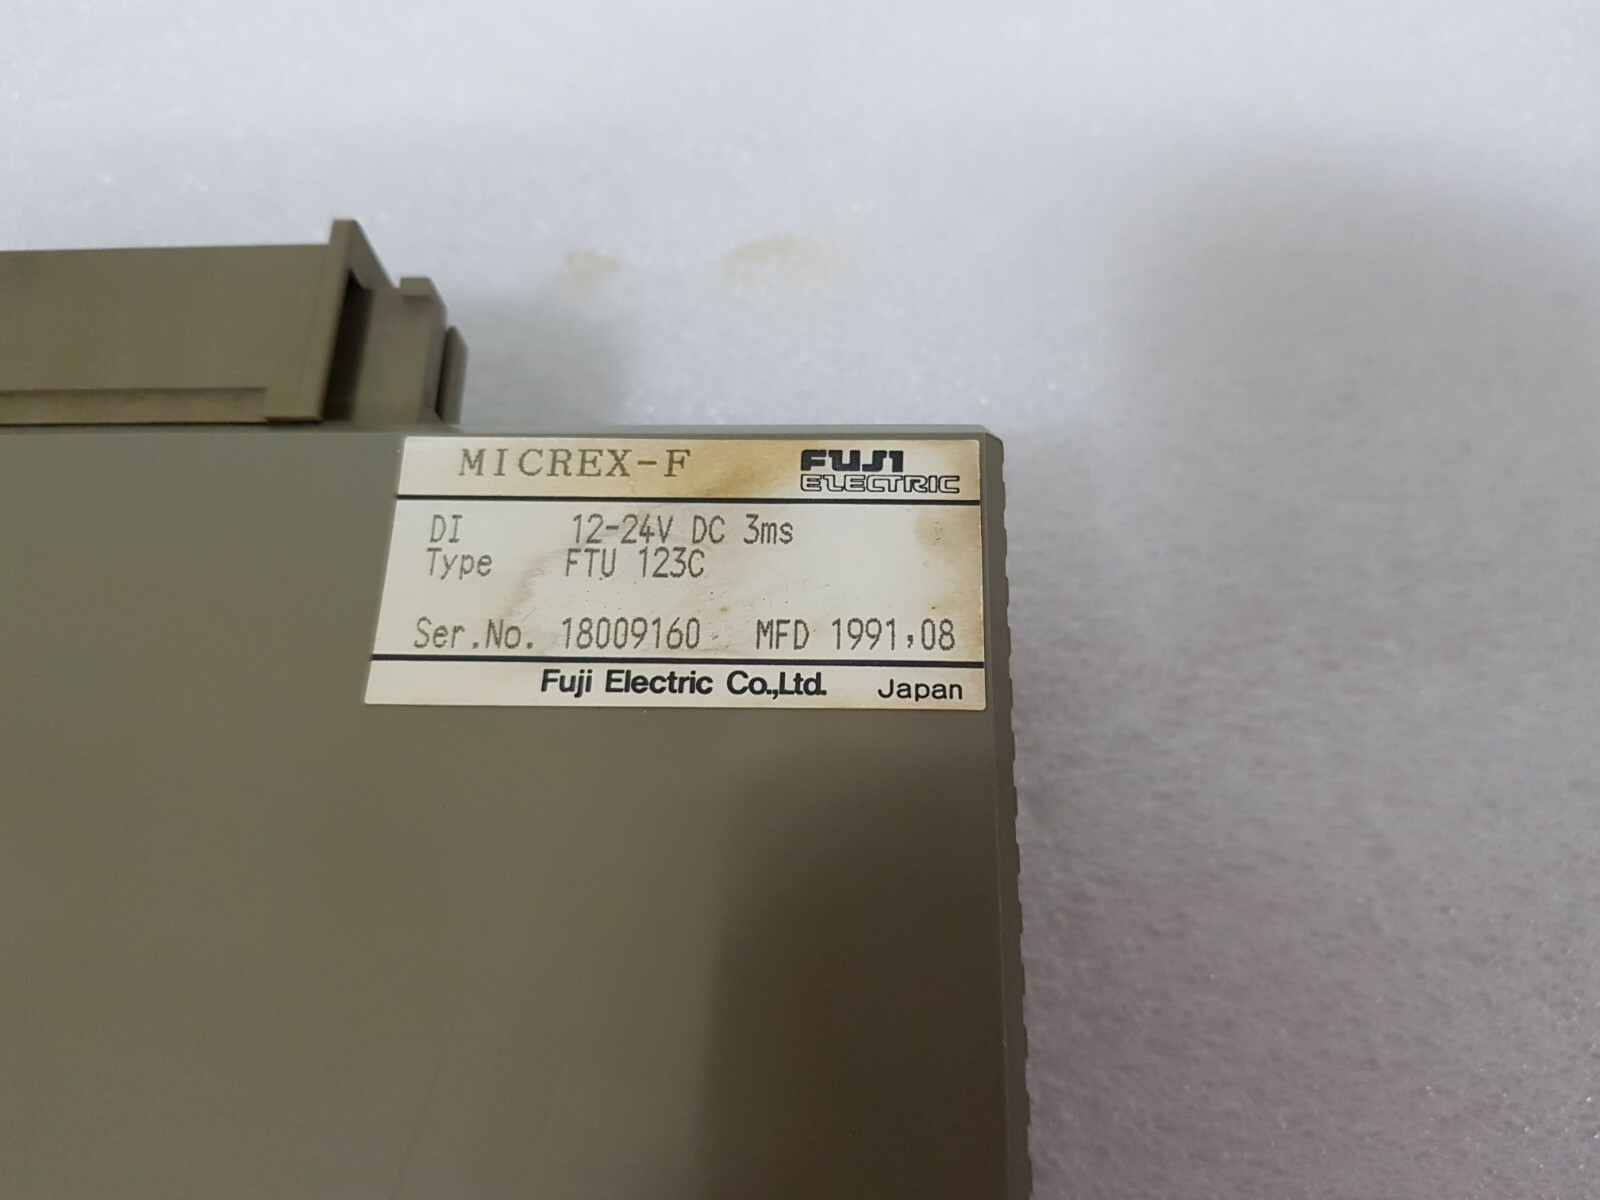 MICREX-F FUJI
ELECTRIC
DI 12-24V DC 3ms
Type FTU 123C
Ser.No. 18009160 MFD 1991,08
Fuji Electric Co.,Ltd. Japan